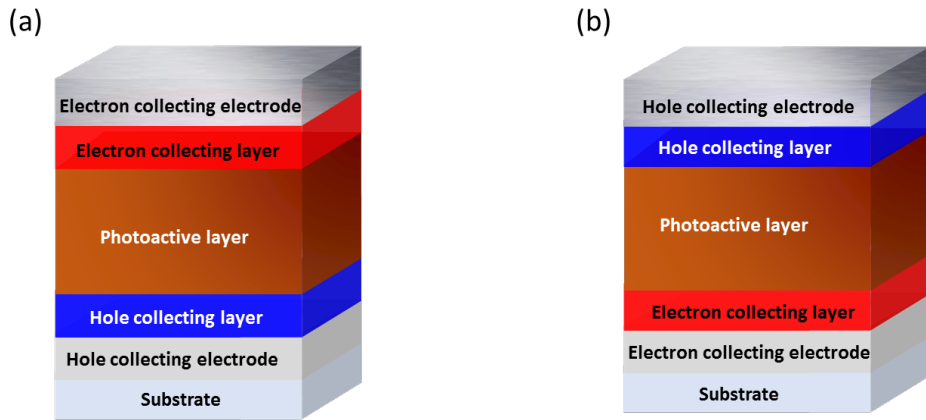 (a)
Electron collecting electrode
Electron collecting layer
Photoactive layer
Hole collecting layer
Hole collecting electrode
Substrate
(b)
Hole collecting electrode
Hole collecting layer
Photoactive layer
Electron collecting layer
Electron collecting electrode
Substrate